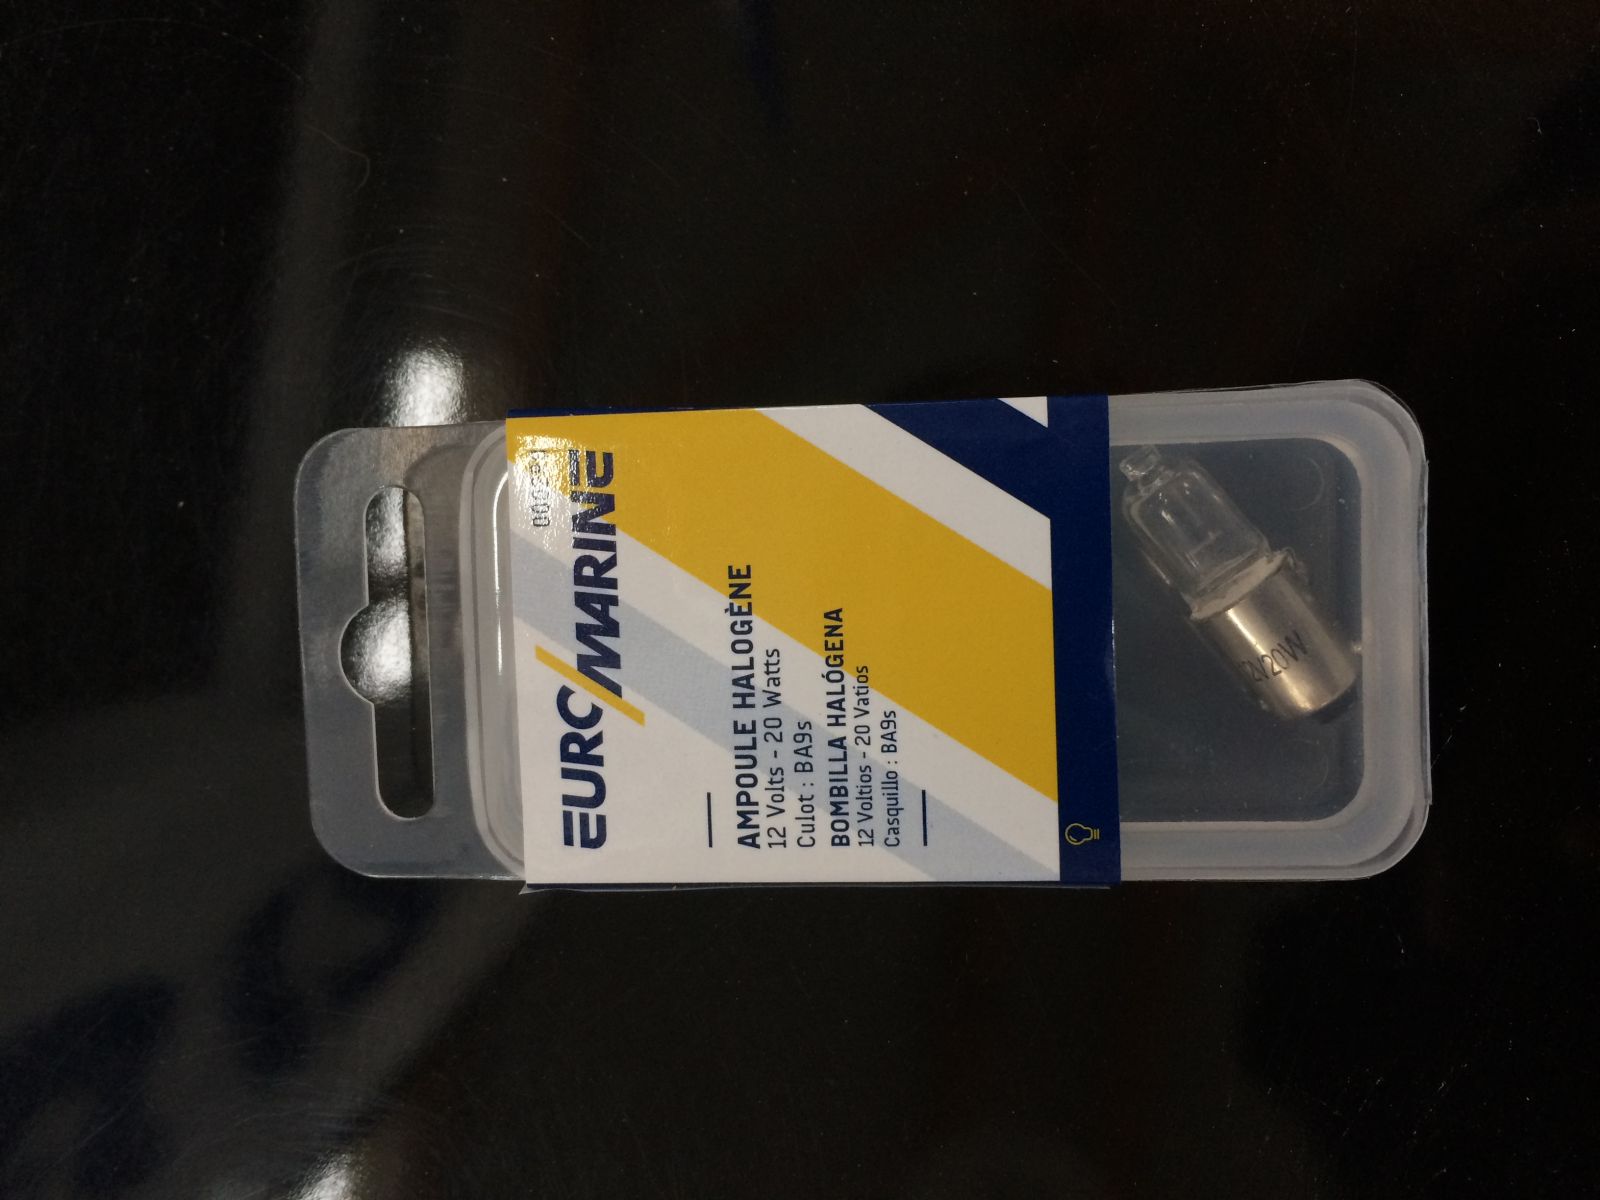 EURO/MARINE
AMPOULE HALOGÈNE
12 Volts - 20 Watts
Culot : BA9s
BOMBILLA HALÓGENA
12 Voltios - 20 Vatios
Casquillo : BA9s
12V20W